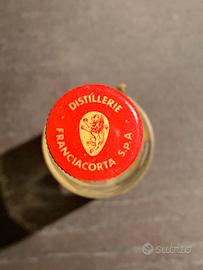 DISTILLERIE
FRANCIACORTA S.P.A
subito